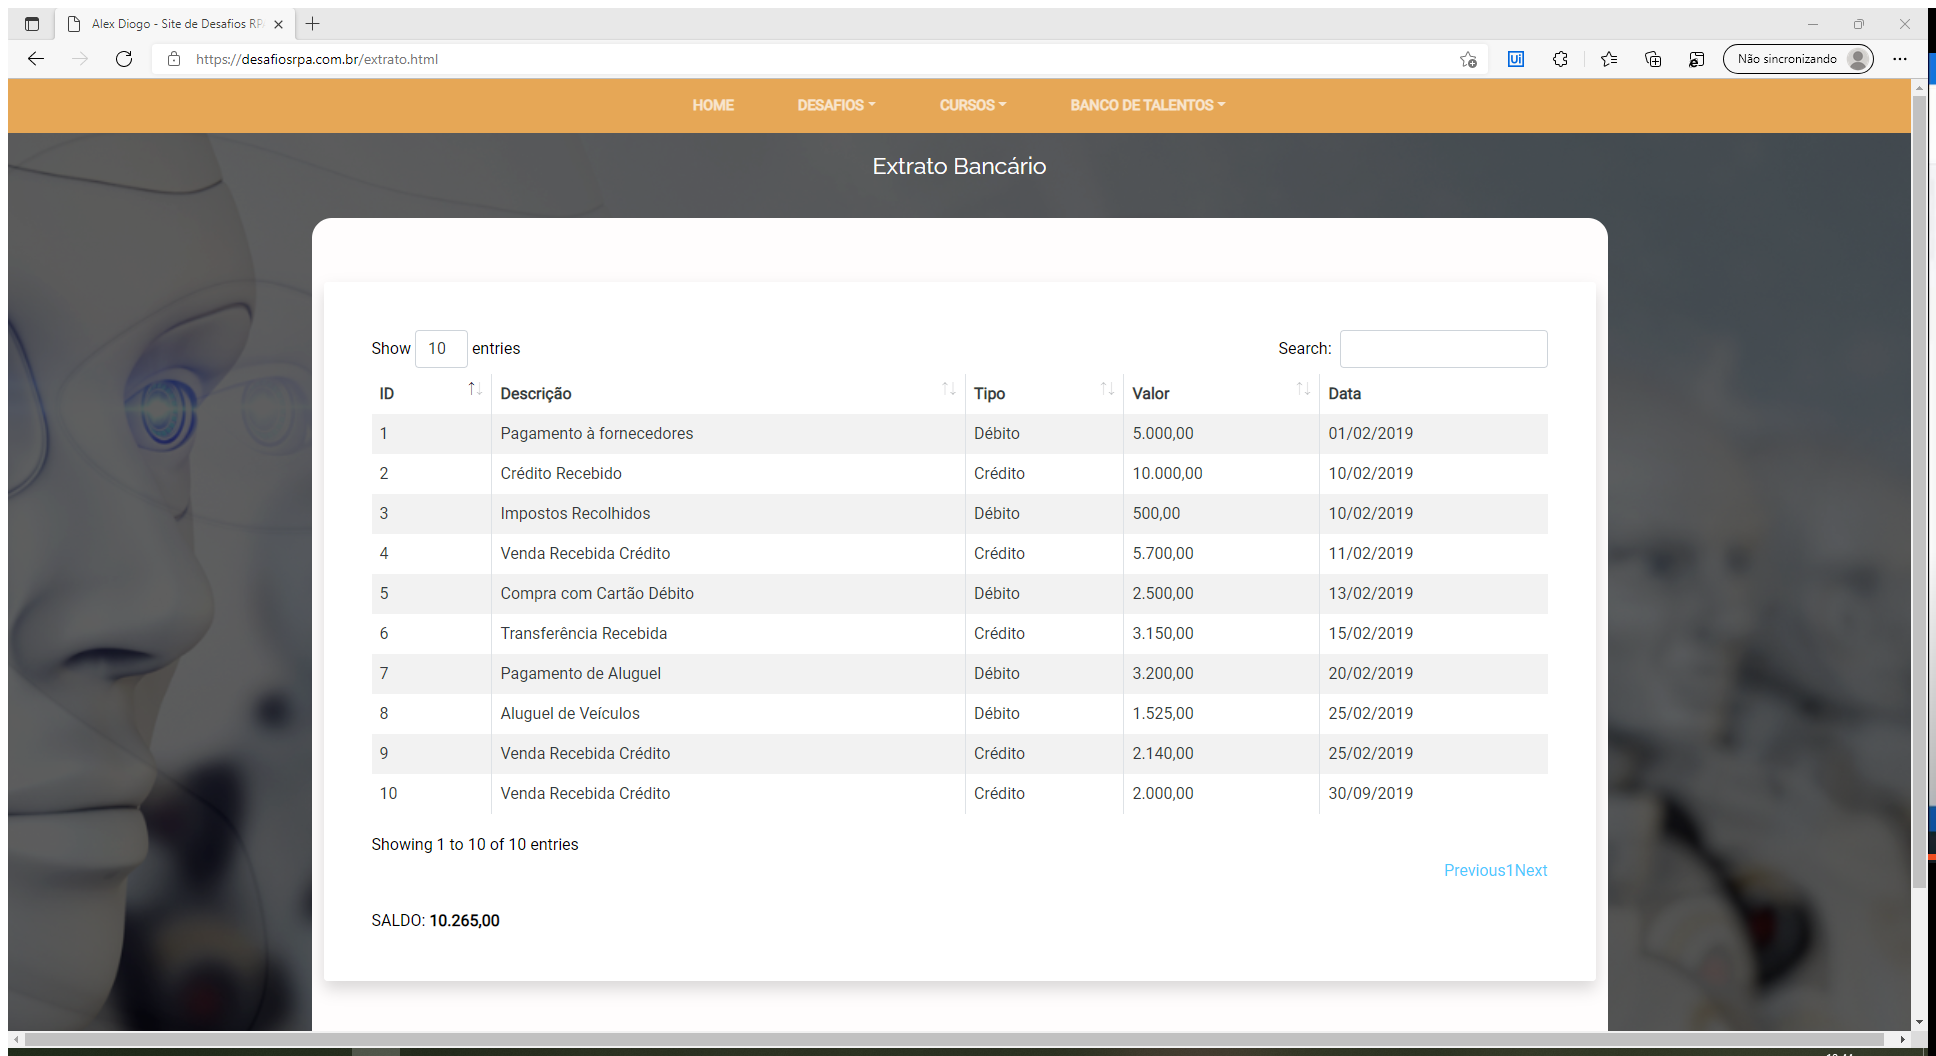 Alex Diogo - Site de Desafios RP
https://desafiosrpa.com.br/extrato.html
Ui
Não sincronizando
HOME DESAFIOS CURSOS BANCO DE TALENTOS
Extrato Bancário
Show 10 entries Search:
ID Descrição Tipo Valor Data
1 Pagamento à fornecedores Débito 5.000,00 01/02/2019
2 Crédito Recebido Crédito 10.000,00 10/02/2019
3 Impostos Recolhidos Débito 500,00 10/02/2019
4 Venda Recebida Crédito Crédito 5.700,00 11/02/2019
5 Compra com Cartão Débito Débito 2.500,00 13/02/2019
6 Transferência Recebida Crédito 3.150,00 15/02/2019
7 Pagamento de Aluguel Débito 3.200,00 20/02/2019
8 Aluguel de Veículos Débito 1.525,00 25/02/2019
9 Venda Recebida Crédito Crédito 2.140,00 25/02/2019
10 Venda Recebida Crédito Crédito 2.000,00 30/09/2019
Showing 1 to 10 of 10 entries
Previous1Next
SALDO: 10.265,00